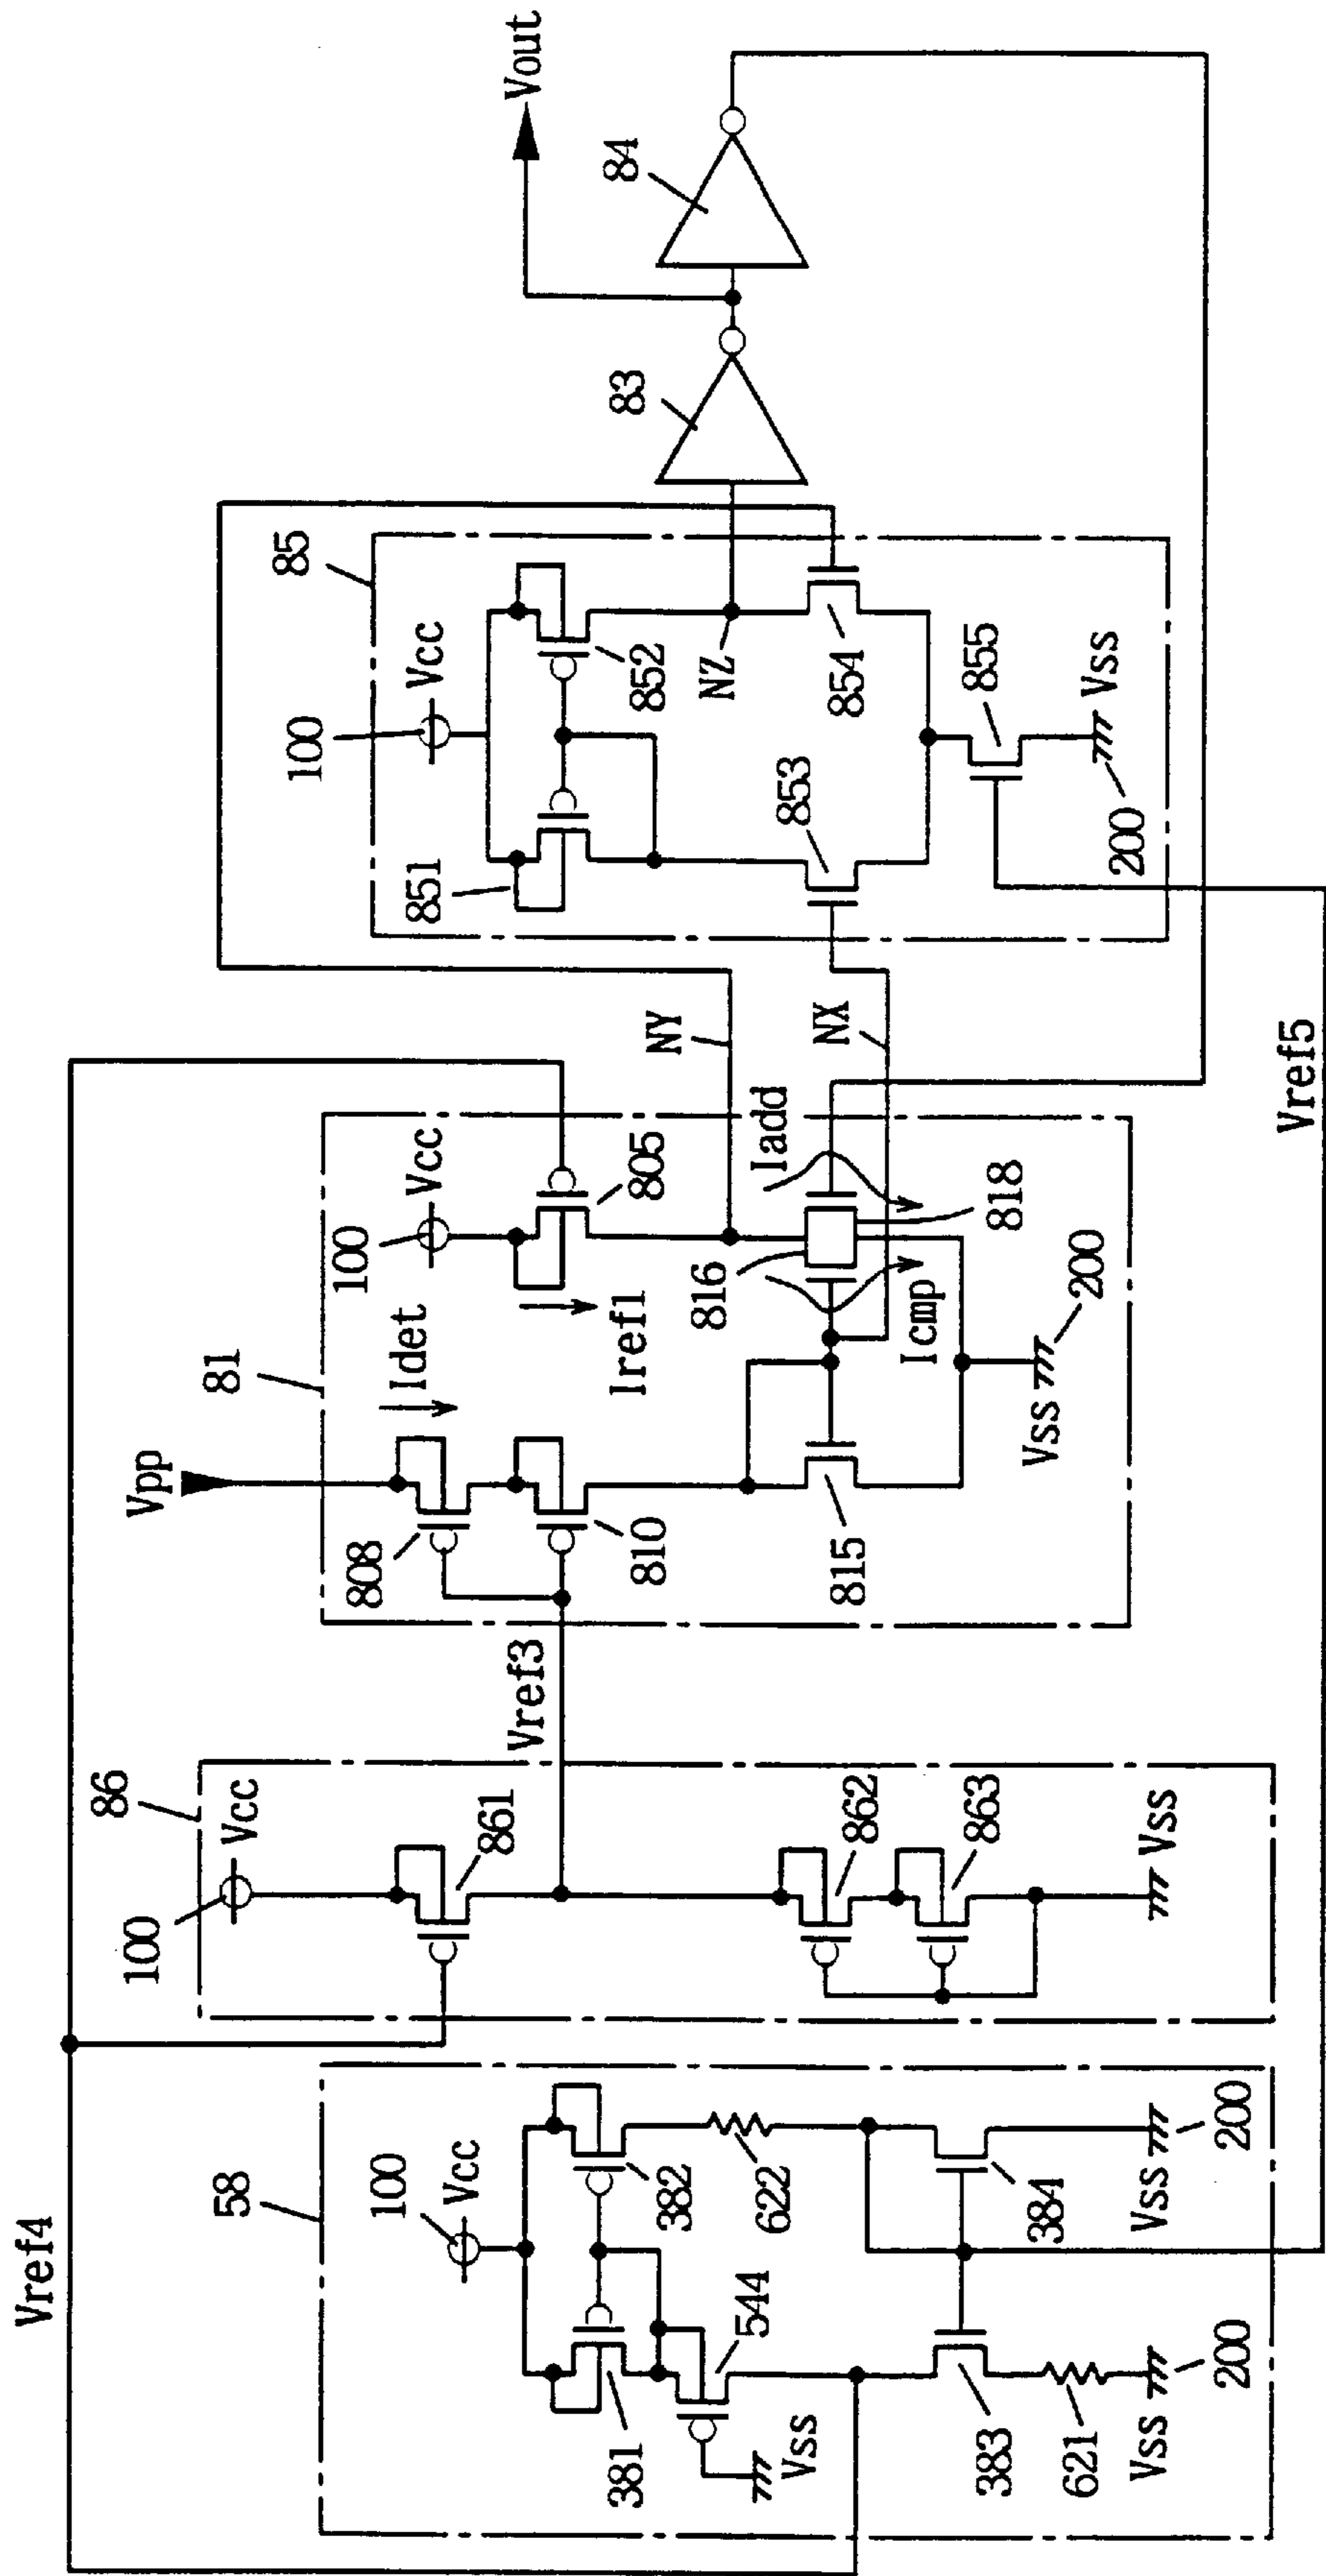 Vref4
58
100
Vcc
381
382
544
622
Vss
383
384
621
Vss
200
Vss
200
86
100
Vcc
861
862
863
Vss
Vref3
Vpp
81
Idet
808
810
100
Vcc
805
Iref1
815
816
Iadd
818
Icmp
Vss
200
NY
NX
85
100
Vcc
851
852
NZ
853
854
855
200
Vss
Vref5
83
84
Vout